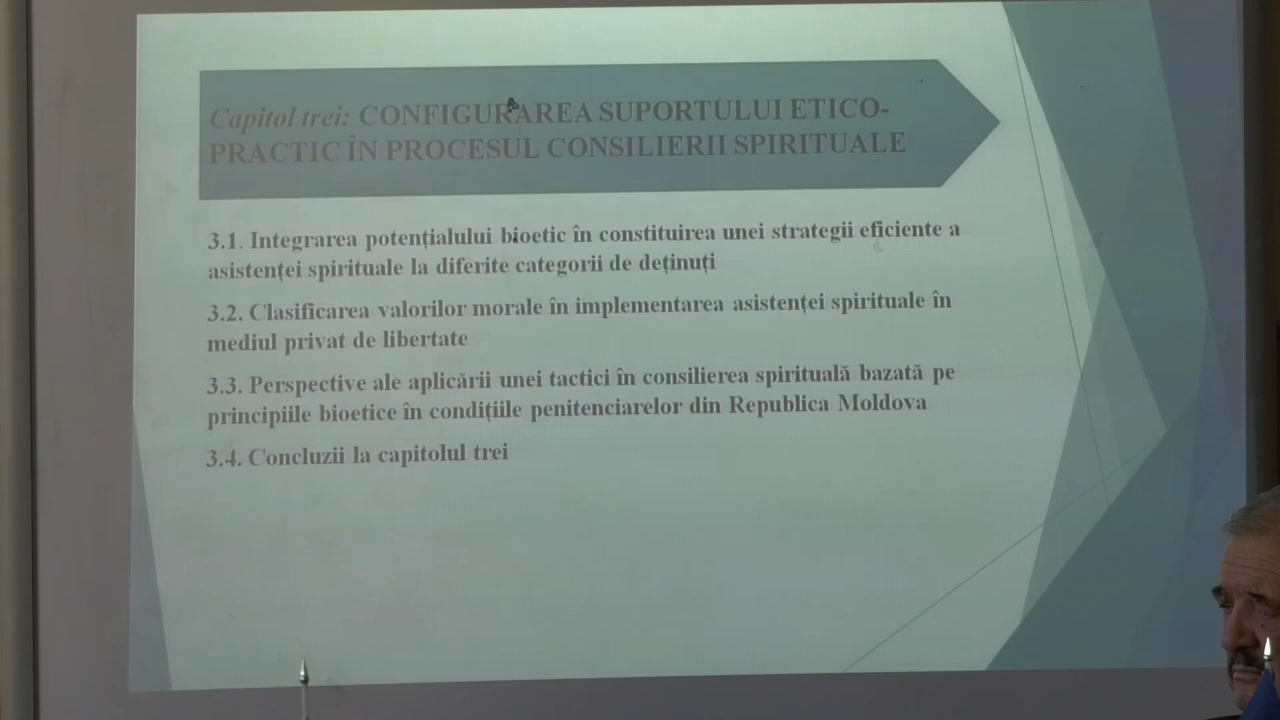 Capitol trei: CONFIGURAREA SUPORTULUI ETICO-
PRACTIC ÎN PROCESUL CONSILIERII SPIRITUALE
3.1. Integrarea potențialului bioetic în constituirea unei strategii eficiente a
asistenței spirituale la diferite categorii de deținuți
3.2. Clasificarea valorilor morale în implementarea asistenței spirituale în
mediul privat de libertate
3.3. Perspective ale aplicării unei tactici în consilierea spirituală bazată pe
principiile bioetice în condițiile penitenciarelor din Republica Moldova
3.4. Concluzii la capitolul trei